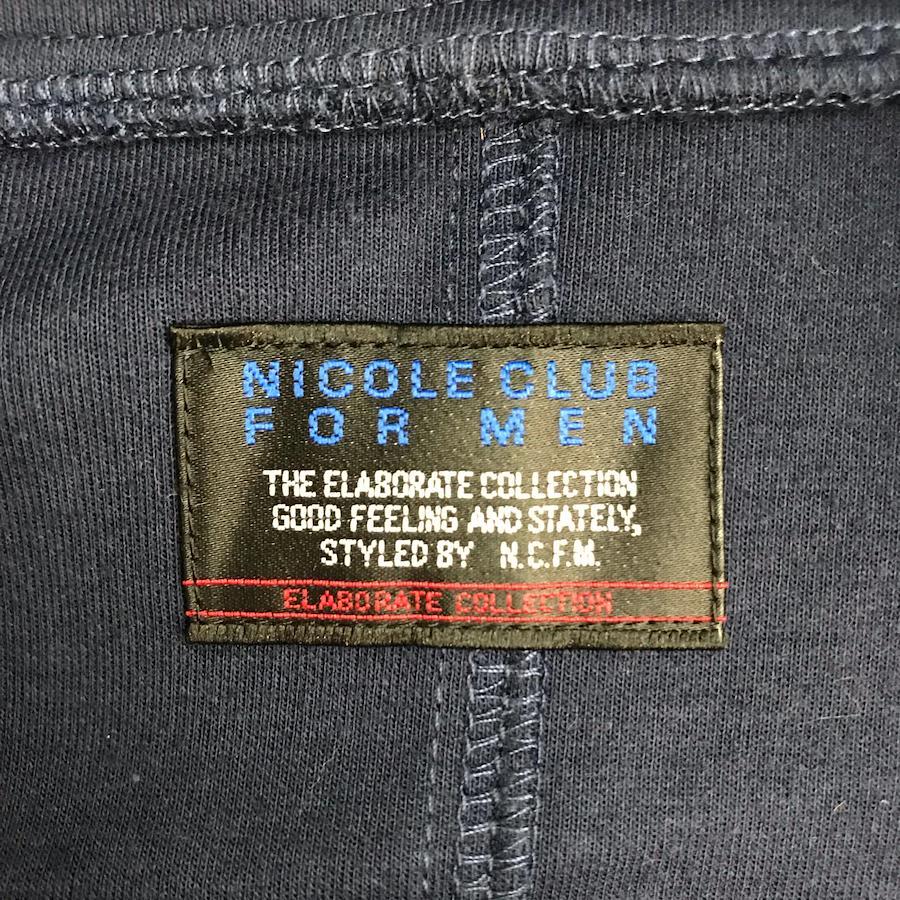 NICOLE CLUB
FOR MEN
THE ELABORATE COLLECTION
GOOD FEELING AND STATELY,
STYLED BY N.C.F.M.
ELABORATE COLLECTION